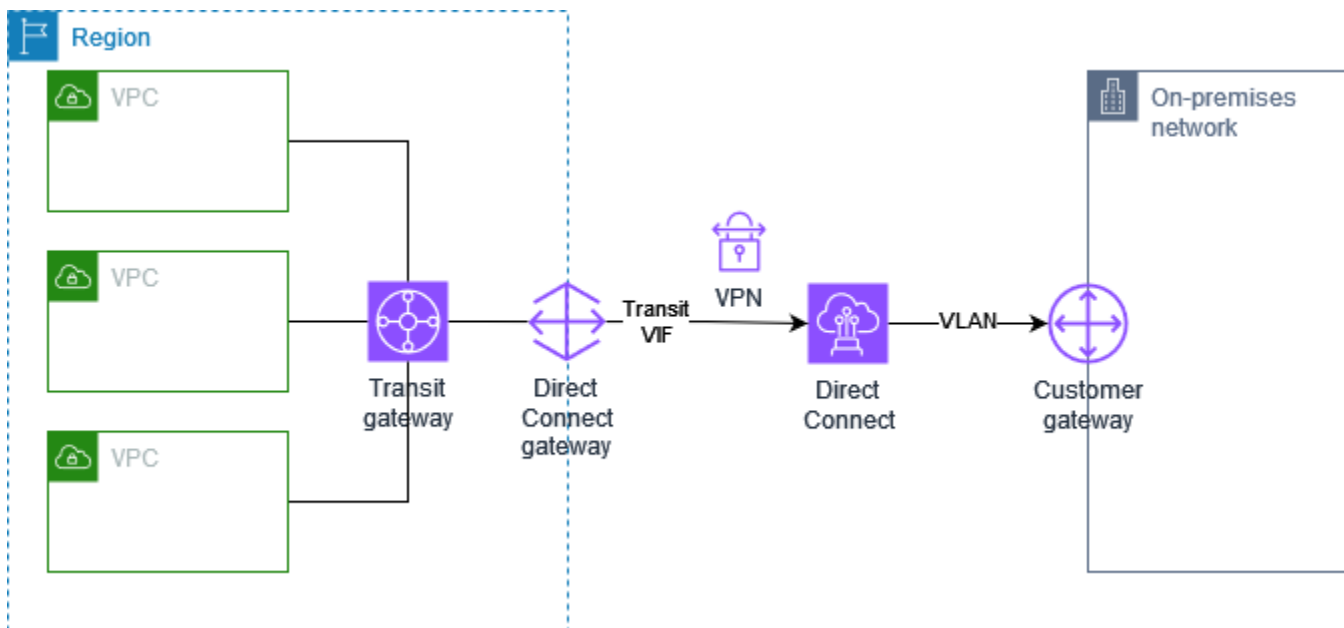 Region
VPC
VPC
VPC
Transit
gateway
Direct
Connect
gateway
Transit
VIF
VPN
Direct
Connect
VLAN
Customer
gateway
On-premises
network